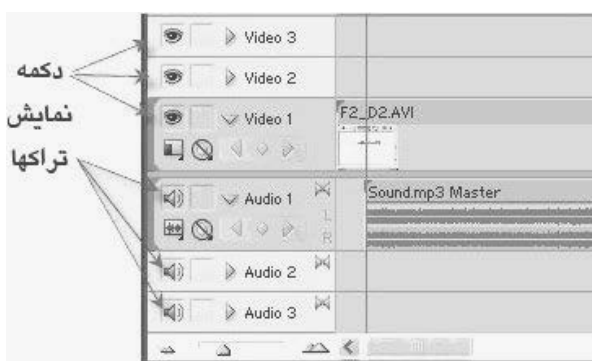 دکمه
نمایش
تراکها
Video 3
Video 2
Video 1
F2_D2.AVI
Audio 1
Sound.mp3 Master
L
R
Audio 2
Audio 3